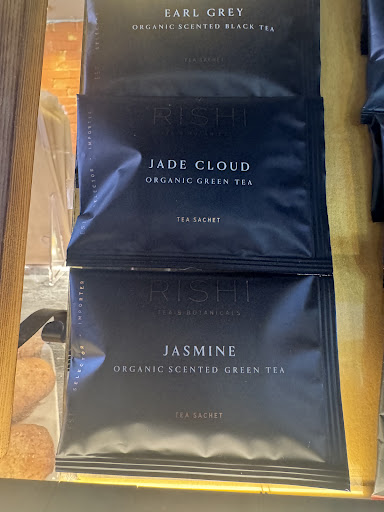 EARL GREY
ORGANIC SCENTED BLACK TEA
TEA SACHET
RISHI
JADE CLOUD
ORGANIC GREEN TEA
TEA SACHET
RISHI
TEA & BOTANICALS
JASMINE
ORGANIC SCENTED GREEN TEA
TEA SACHET